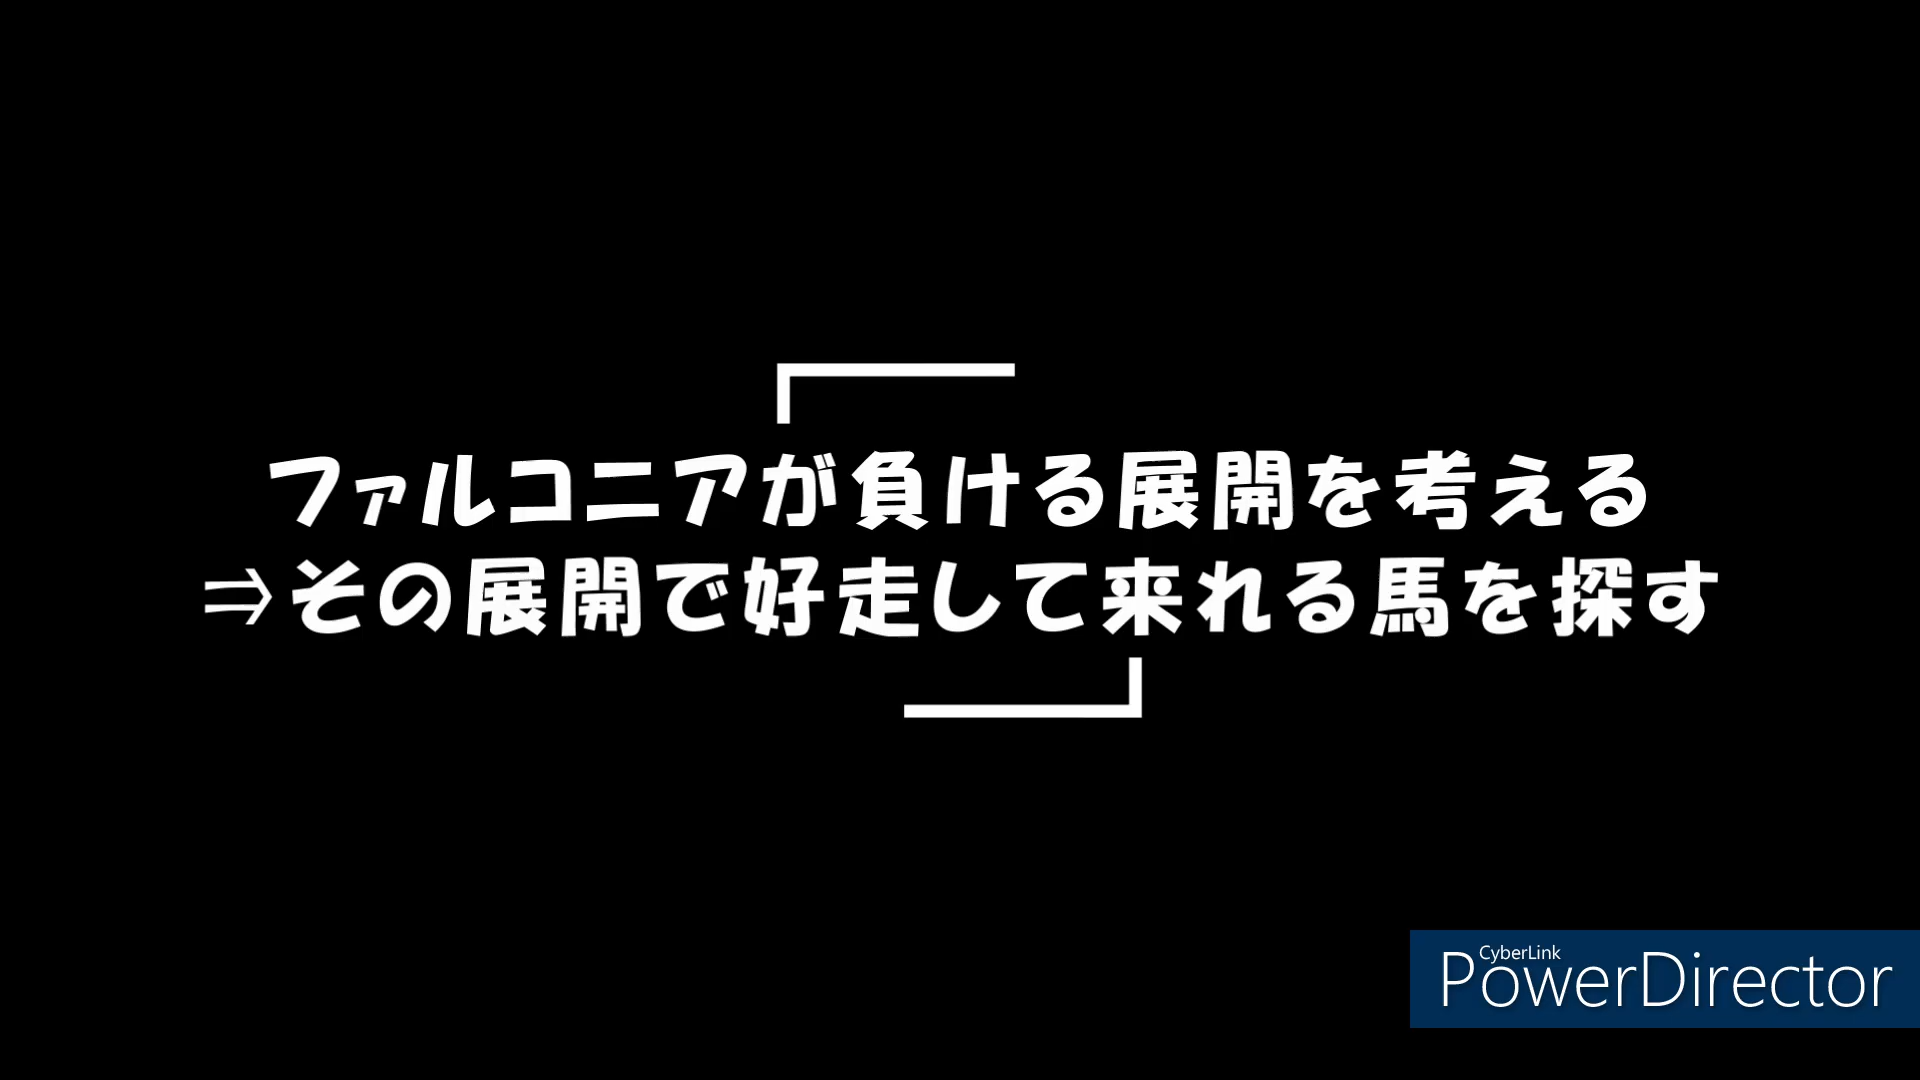 ファルコニアが負ける展開を考える
⇒その展開で好走して来れる馬を探す
CyberLink
PowerDirector